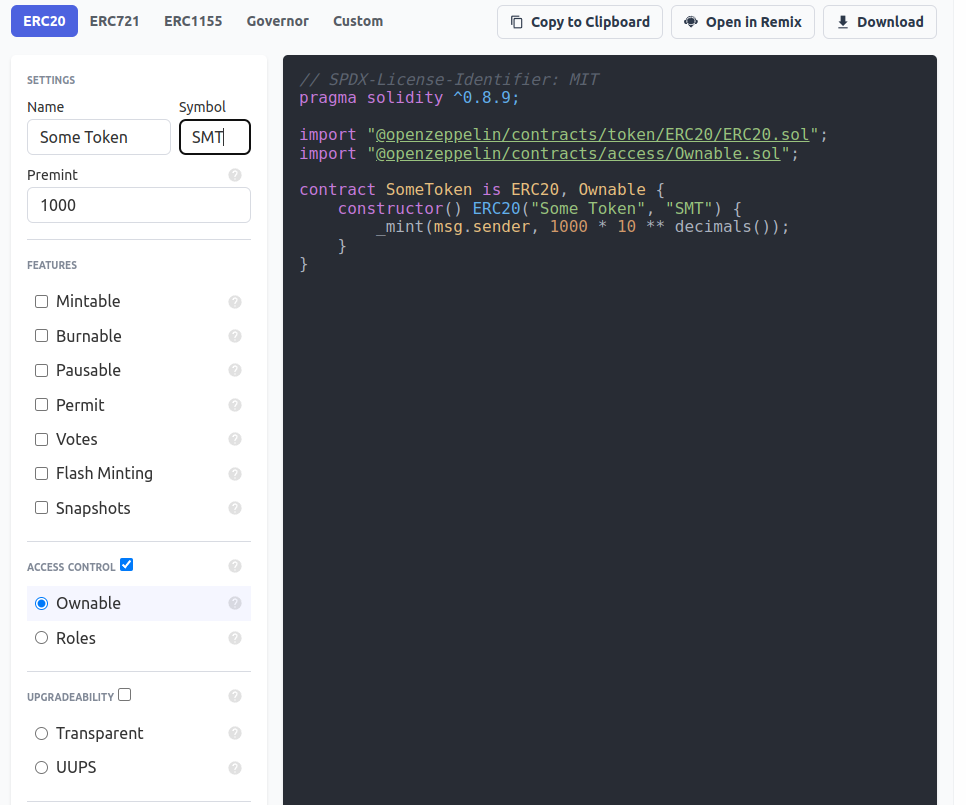 ERC20 ERC721 ERC1155 Governor Custom Copy to Clipboard Open in Remix Download
SETTINGS
Name Symbol
Some Token SMT
Premint ?
1000
FEATURES
Mintable ?
Burnable ?
Pausable ?
Permit ?
Votes ?
Flash Minting ?
Snapshots ?
ACCESS CONTROL ?
Ownable ?
Roles ?
UPGRADEABILITY ?
Transparent ?
UUPS ?
// SPDX-License-Identifier: MIT
pragma solidity ^0.8.9;
import "@openzeppelin/contracts/token/ERC20/ERC20.sol";
import "@openzeppelin/contracts/access/Ownable.sol";
contract SomeToken is ERC20, Ownable {
    constructor() ERC20("Some Token", "SMT") {
        _mint(msg.sender, 1000 * 10 ** decimals());
    }
}